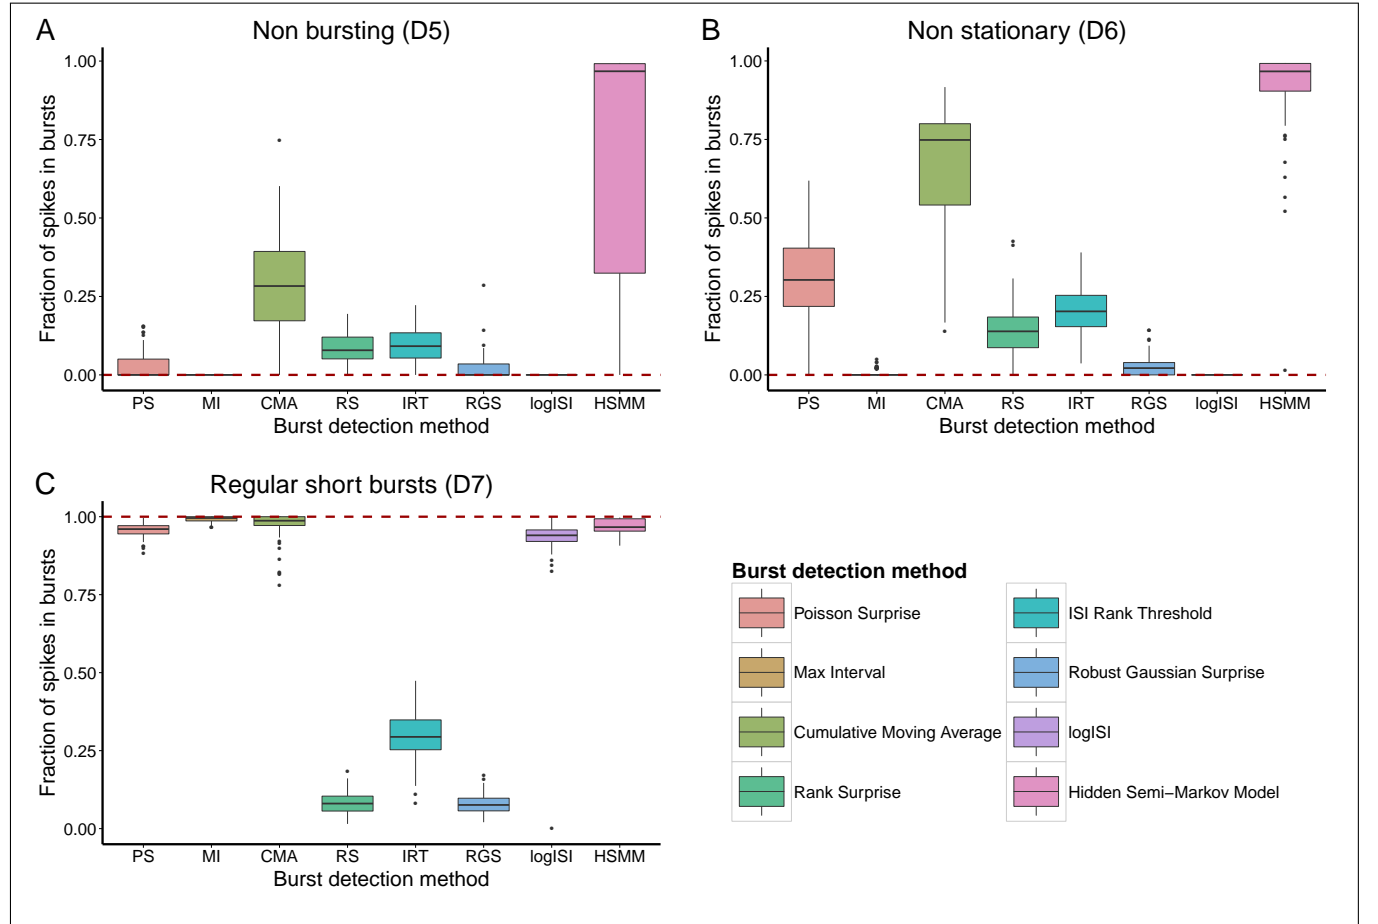 A
Non bursting (D5)
Fraction of spikes in bursts
1.00
0.75
0.50
0.25
0.00
PS MI CMA RS IRT RGS logISI HSMM
Burst detection method
B
Non stationary (D6)
Fraction of spikes in bursts
1.00
0.75
0.50
0.25
0.00
PS MI CMA RS IRT RGS logISI HSMM
Burst detection method
C
Regular short bursts (D7)
Fraction of spikes in bursts
1.00
0.75
0.50
0.25
0.00
PS MI CMA RS IRT RGS logISI HSMM
Burst detection method
Burst detection method
Poisson Surprise
Max Interval
Cumulative Moving Average
Rank Surprise
ISI Rank Threshold
Robust Gaussian Surprise
logISI
Hidden Semi−Markov Model